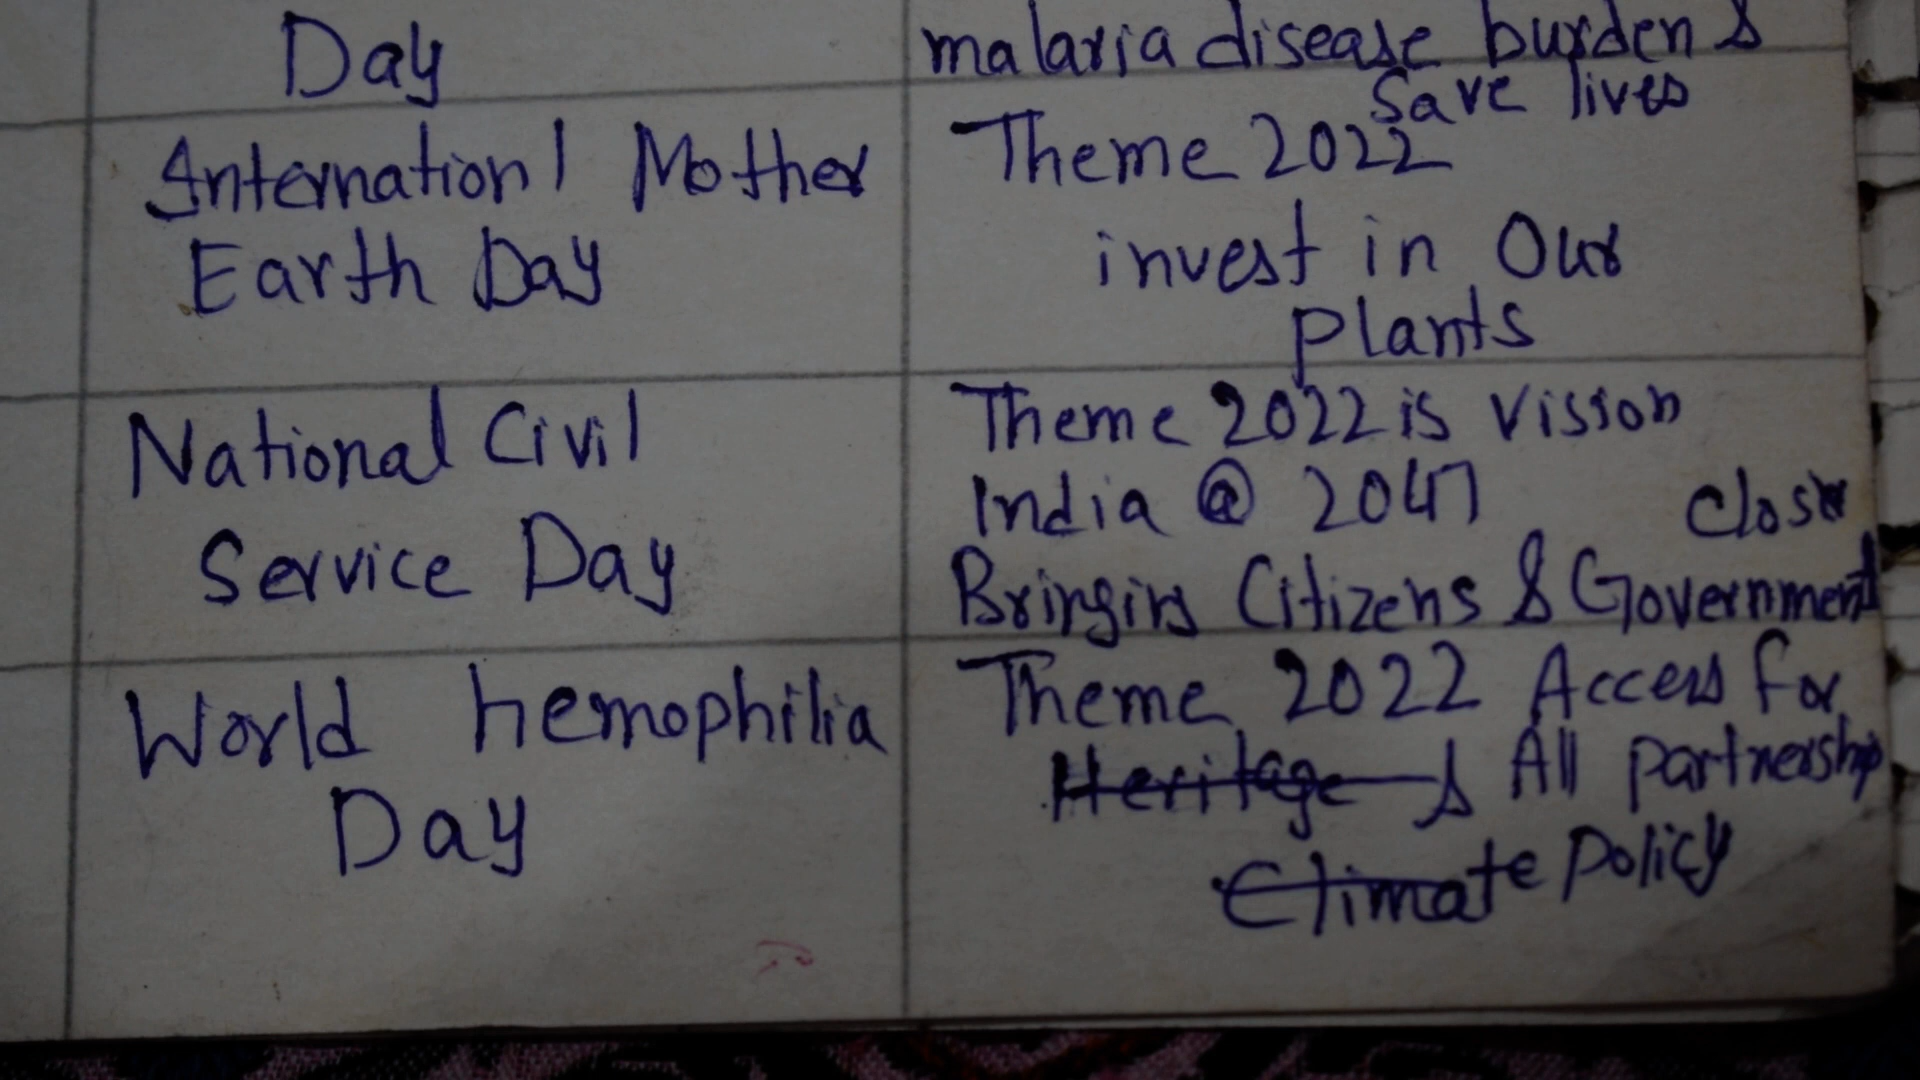 Day
malaria disease burden &
Save lives
Internationl Mother
Earth Day
Theme 2022
invest in Our
plants
National Civil
Service Day
Theme 2022 is Vission
India @ 2047
Closer
Bringing Citizens & Government
World hemophilia
Day
Theme 2022 Access for
Heritage & All partnership
Climate policy